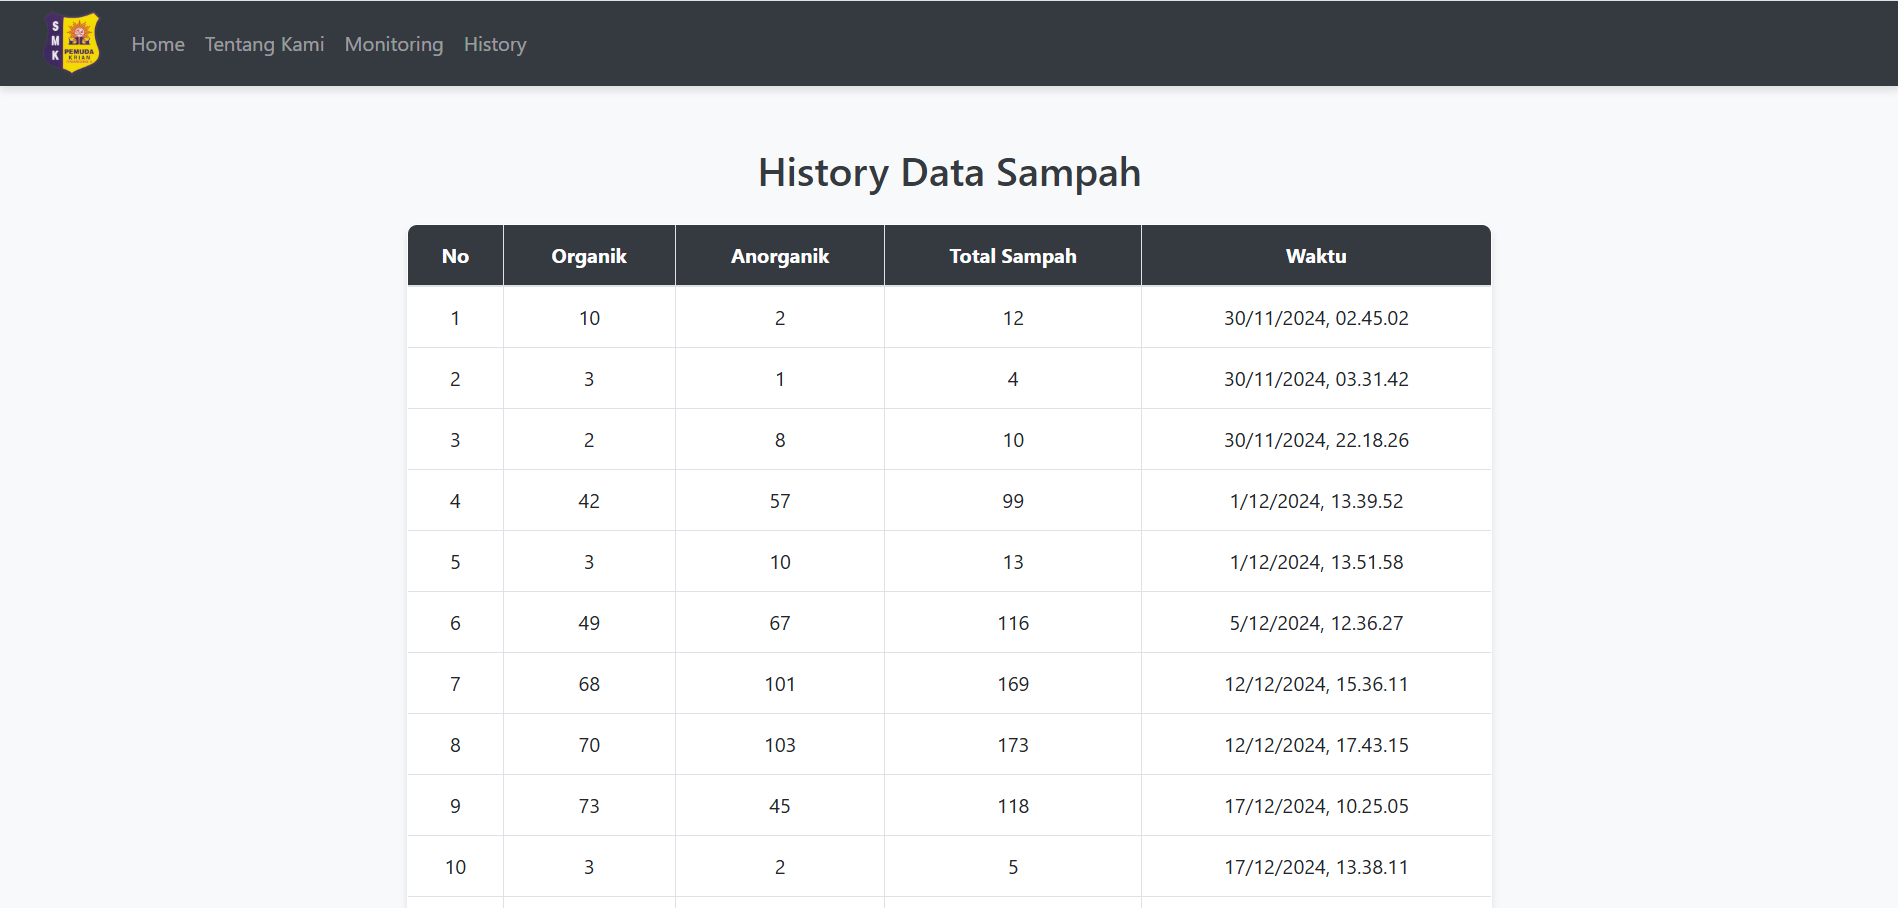 SMK
PEMUDA
KRIAN
Home Tentang Kami Monitoring History
History Data Sampah
No Organik Anorganik Total Sampah Waktu
1 10 2 12 30/11/2024, 02.45.02
2 3 1 4 30/11/2024, 03.31.42
3 2 8 10 30/11/2024, 22.18.26
4 42 57 99 1/12/2024, 13.39.52
5 3 10 13 1/12/2024, 13.51.58
6 49 67 116 5/12/2024, 12.36.27
7 68 101 169 12/12/2024, 15.36.11
8 70 103 173 12/12/2024, 17.43.15
9 73 45 118 17/12/2024, 10.25.05
10 3 2 5 17/12/2024, 13.38.11